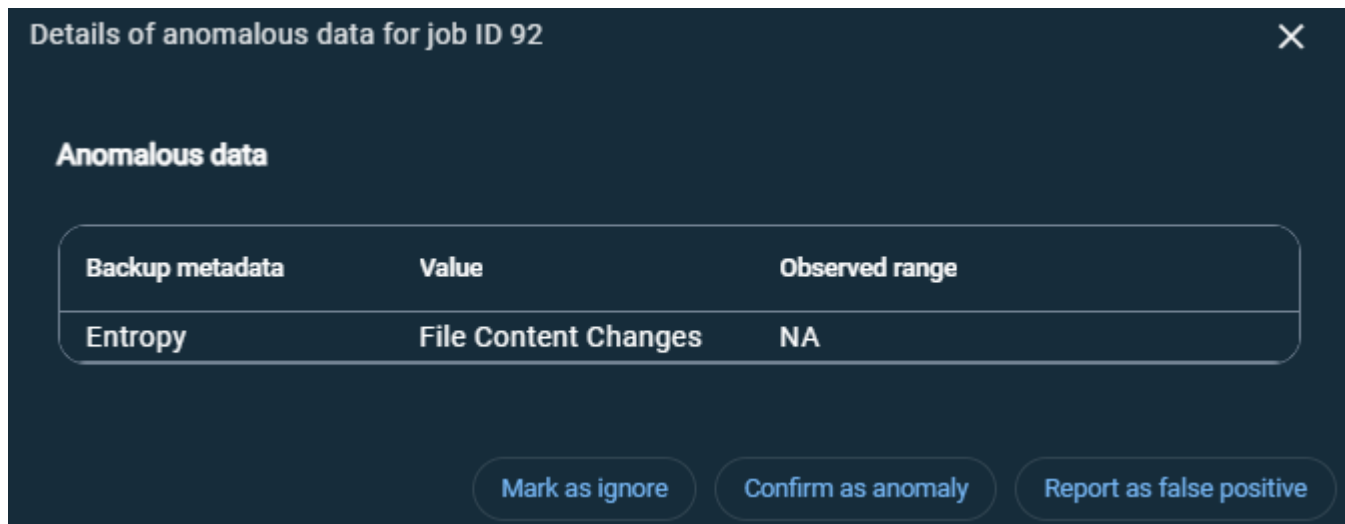 Details of anomalous data for job ID 92
Anomalous data
Backup metadata Value Observed range
Entropy File Content Changes NA
Mark as ignore Confirm as anomaly Report as false positive